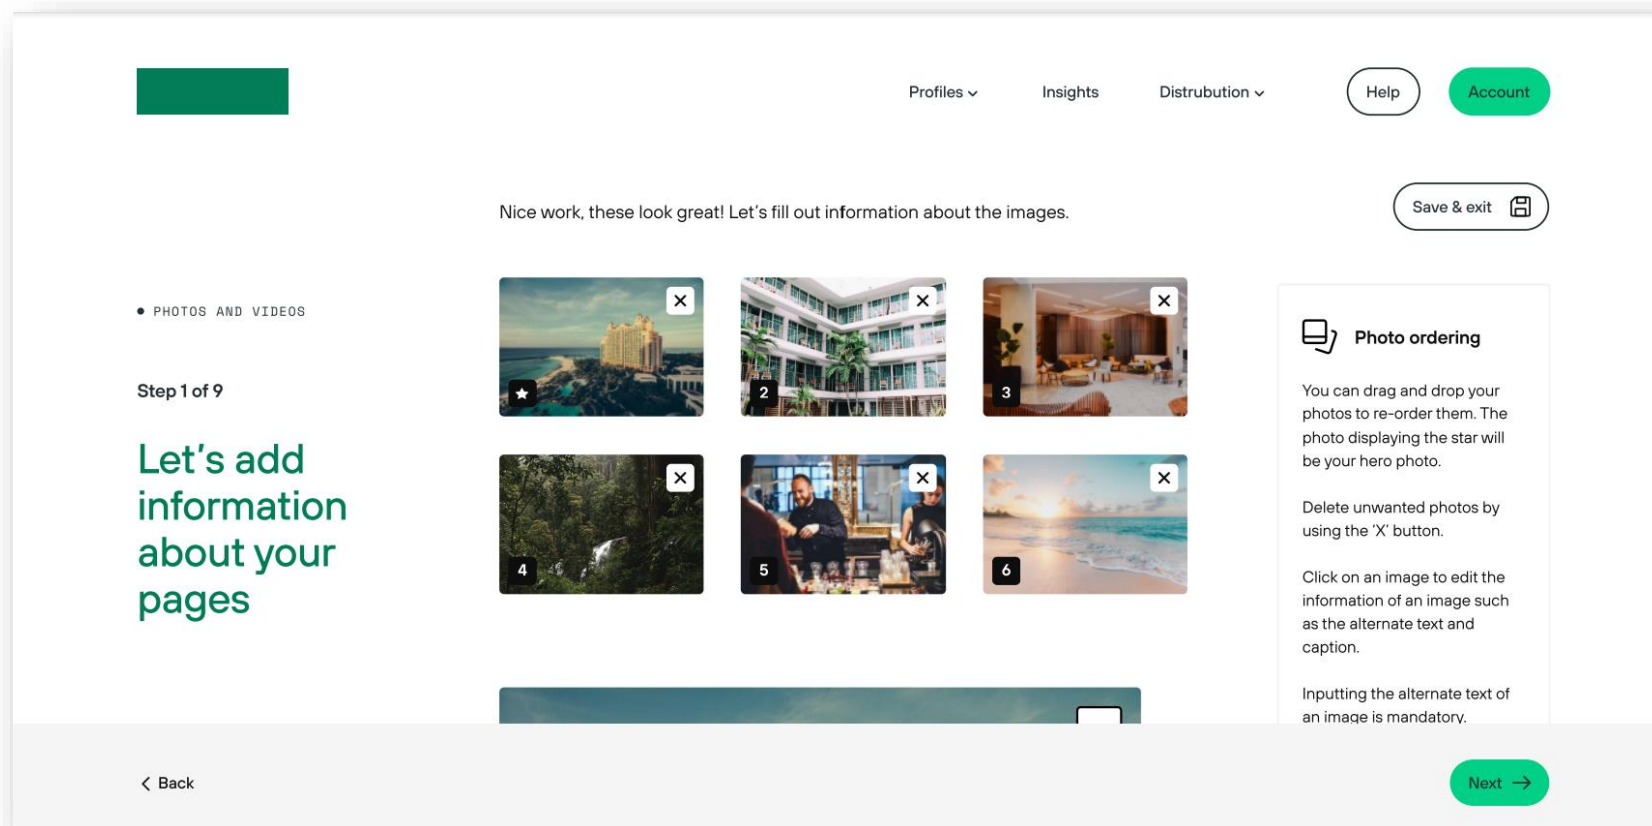 Profiles
Insights
Distrubution
Help
Account
Nice work, these look great! Let's fill out information about the images.
Save & exit
PHOTOS AND VIDEOS
Step 1 of 9
Let's add
information
about your
pages
2
3
4
5
6
Photo ordering
You can drag and drop your
photos to re-order them. The
photo displaying the star will
be your hero photo.
Delete unwanted photos by
using the 'X' button.
Click on an image to edit the
information of an image such
as the alternate text and
caption.
Inputting the alternate text of
an image is mandatory.
Back
Next